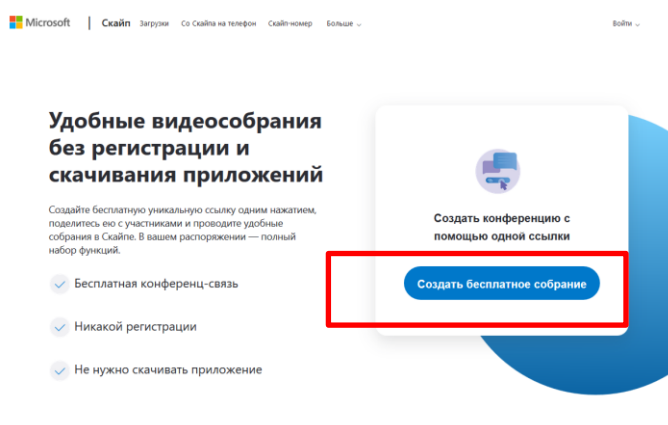 Microsoft | Скайп Загрузки Со Скайпа на телефон Скайп-номер Больше Войти
Удобные видеособрания
без регистрации и
скачивания приложений
Создайте бесплатную уникальную ссылку одним нажатием,
поделитесь ею с участниками и проводите удобные
собрания в Скайпе. В вашем распоряжении — полный
набор функций.
Бесплатная конференц-связь
Никакой регистрации
Не нужно скачивать приложение
Создать конференцию с
помощью одной ссылки
Создать бесплатное собрание